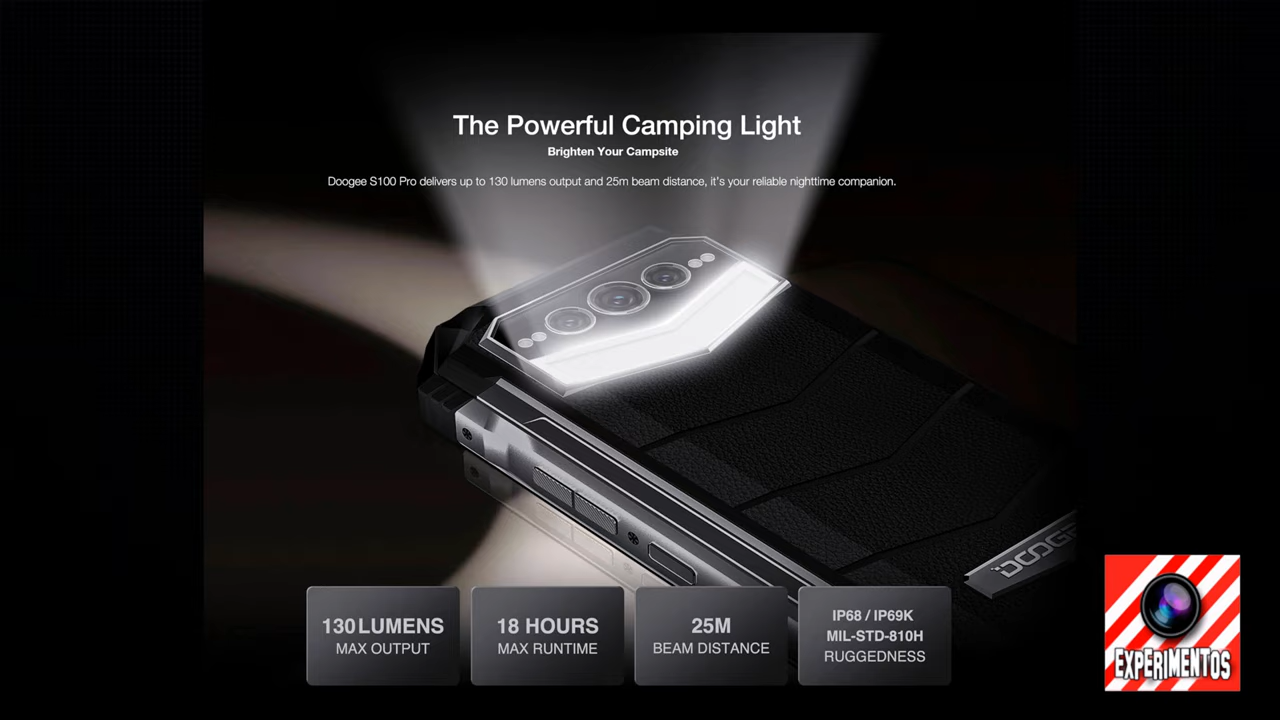 The Powerful Camping Light
Brighten Your Campsite
Doogee S100 Pro delivers up to 130 lumens output and 25m beam distance, it's your reliable nighttime companion.
DOOGEE
130 LUMENS
MAX OUTPUT
18 HOURS
MAX RUNTIME
25M
BEAM DISTANCE
IP68 / IP69K
MIL-STD-810H
RUGGEDNESS
EXPERIMENTOS